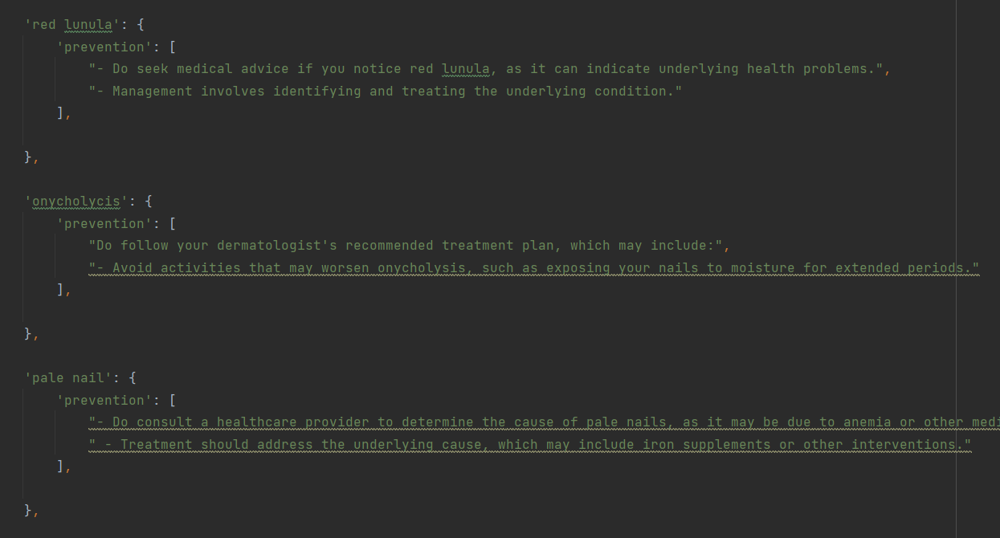 'red lunula': {
'prevention': [
"- Do seek medical advice if you notice red lunula, as it can indicate underlying health problems.",
"- Management involves identifying and treating the underlying condition."
],
},
'onycholycis': {
'prevention': [
"Do follow your dermatologist's recommended treatment plan, which may include:",
"- Avoid activities that may worsen onycholysis, such as exposing your nails to moisture for extended periods."
],
},
'pale nail': {
'prevention': [
"- Do consult a healthcare provider to determine the cause of pale nails, as it may be due to anemia or other
" - Treatment should address the underlying cause, which may include iron supplements or other interventions."
],
},